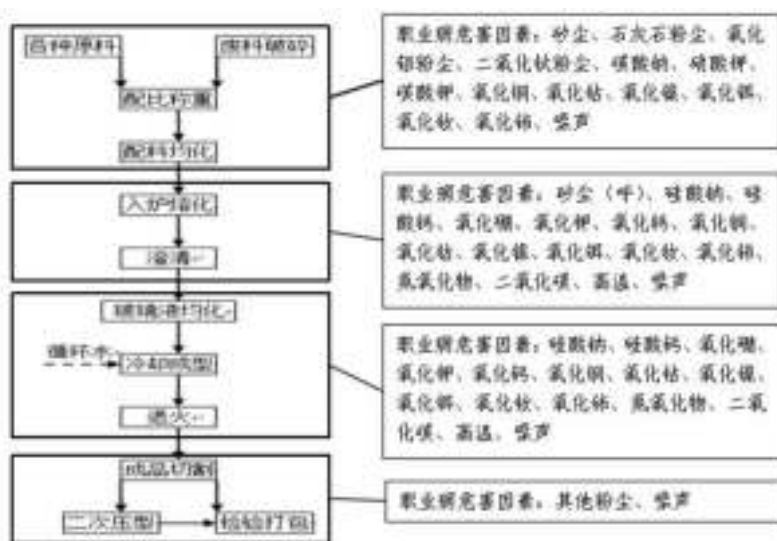 各种原料
废料破碎
配比称重
配料均化
入炉熔化
澄清
玻璃液均化
循环水
冷却成型
退火
成品切割
二次压型
检验打包
职业病危害因素：砂尘、石灰石粉尘、氧化
铝粉尘、二氧化钛粉尘、碳酸钠、硝酸钾、
碳酸钾、氧化铜、氧化钴、氧化镍、氧化铒、
氧化钕、氧化铈、噪声
职业病危害因素：矽尘（呼）、硅酸钠、硅
酸钙、氧化硼、氧化钾、氧化钙、氧化铜、
氧化钴、氧化镍、氧化铒、氧化钕、氧化铈、
氮氧化物、二氧化碳、高温、噪声
职业病危害因素：硅酸钠、硅酸钙、氧化硼、
氧化钾、氧化钙、氧化铜、氧化钴、氧化镍、
氧化铒、氧化钕、氧化铈、氮氧化物、二氧
化碳、高温、噪声
职业病危害因素：其他粉尘、噪声